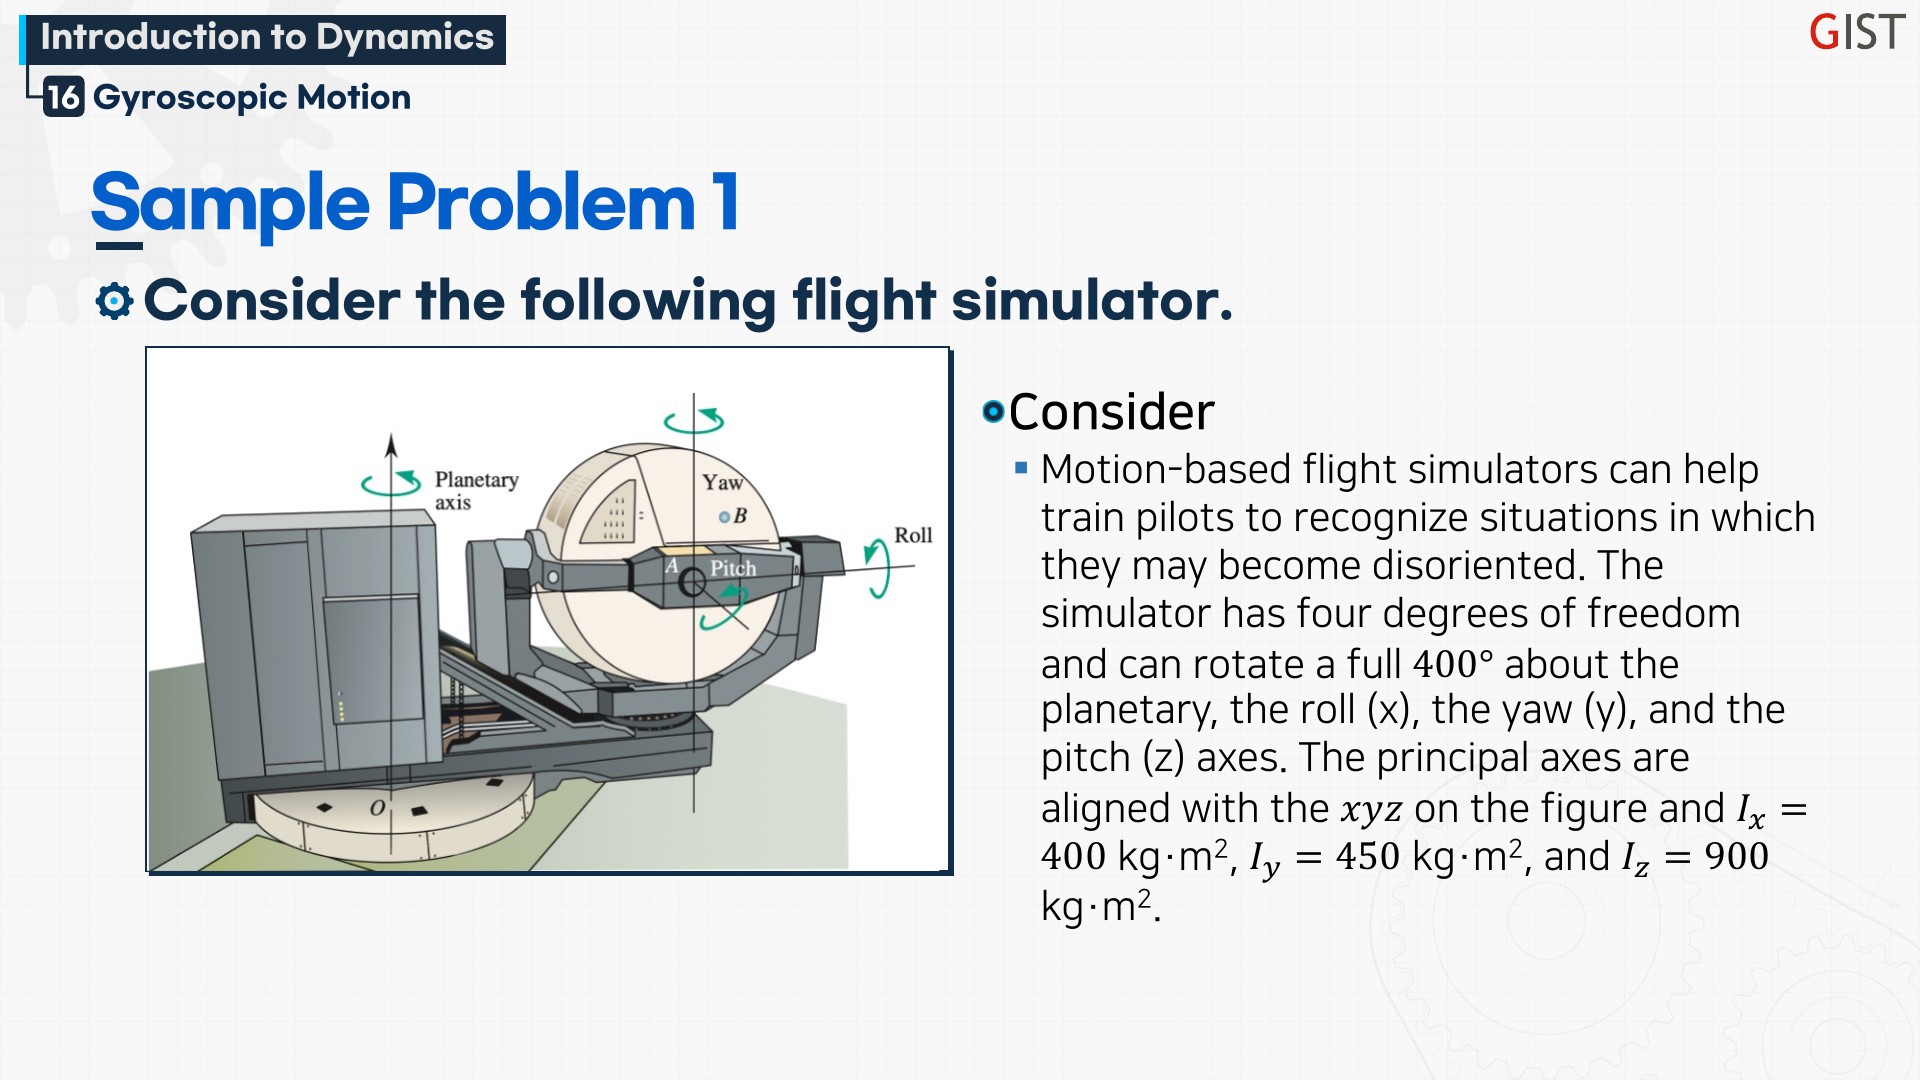 Introduction to Dynamics
GIST
16 Gyroscopic Motion
Sample Problem 1
Consider the following flight simulator.
Planetary
axis
Yaw
B
Roll
A
Pitch
O
Consider
Motion-based flight simulators can help
train pilots to recognize situations in which
they may become disoriented. The
simulator has four degrees of freedom
and can rotate a full 400° about the
planetary, the roll (x), the yaw (y), and the
pitch (z) axes. The principal axes are
aligned with the xyz on the figure and Iₓ =
400 kg·m², I_y = 450 kg·m², and I_z = 900
kg·m².